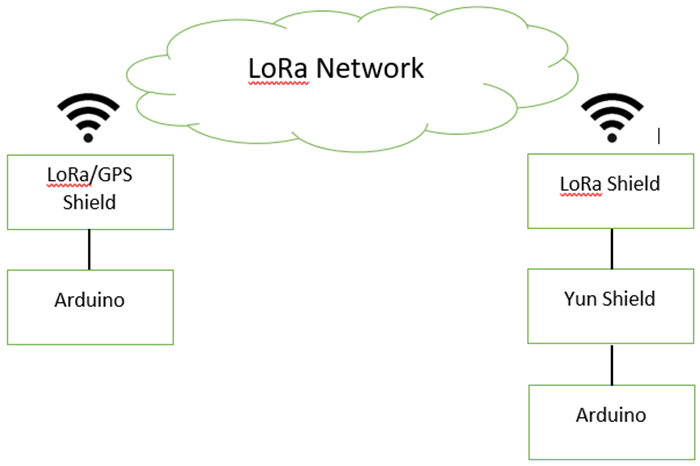 LoRa Network
LoRa/GPS
Shield
Arduino
LoRa Shield
Yun Shield
Arduino